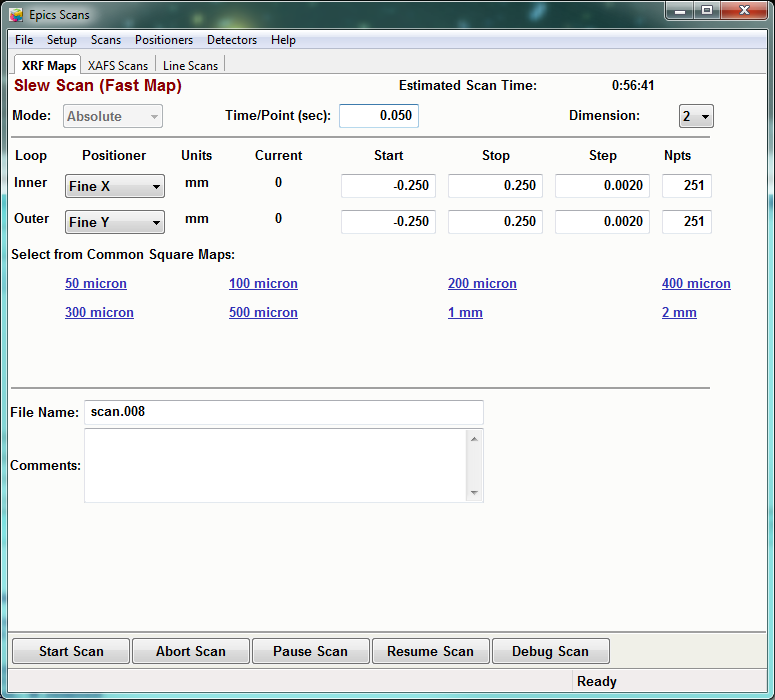 Epics Scans
File Setup Scans Positioners Detectors Help
XRF Maps XAFS Scans Line Scans
Slew Scan (Fast Map) Estimated Scan Time: 0:56:41
Mode: Absolute Time/Point (sec): 0.050 Dimension: 2
Loop Positioner Units Current Start Stop Step Npts
Inner Fine X mm 0 -0.250 0.250 0.0020 251
Outer Fine Y mm 0 -0.250 0.250 0.0020 251
Select from Common Square Maps:
50 micron 100 micron 200 micron 400 micron
300 micron 500 micron 1 mm 2 mm
File Name: scan.008
Comments:
Start Scan Abort Scan Pause Scan Resume Scan Debug Scan
Ready